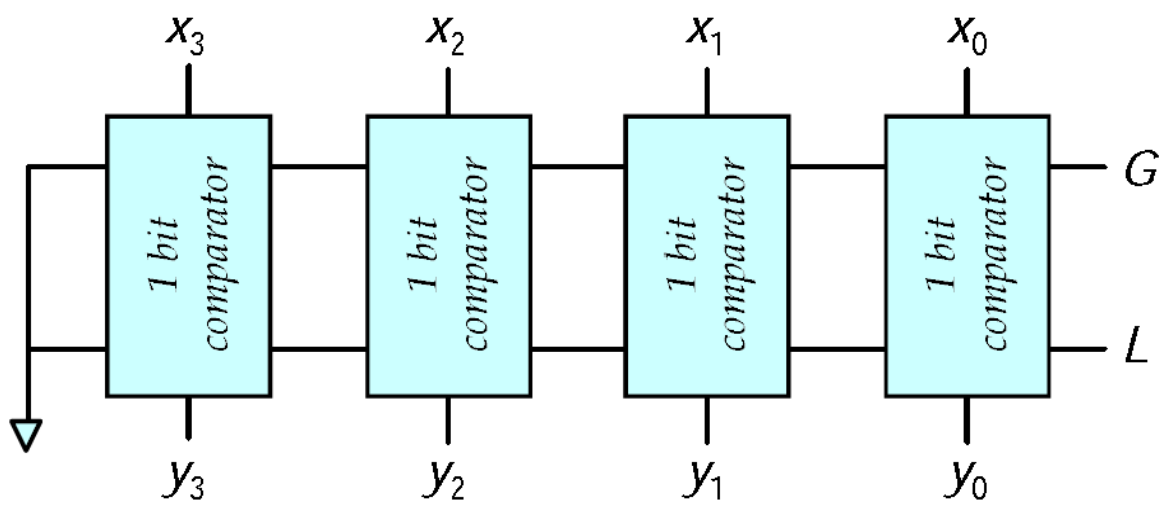 x₃ x₂ x₁ x₀
1 bit
comparator
1 bit
comparator
1 bit
comparator
1 bit
comparator
G
L
y₃ y₂ y₁ y₀